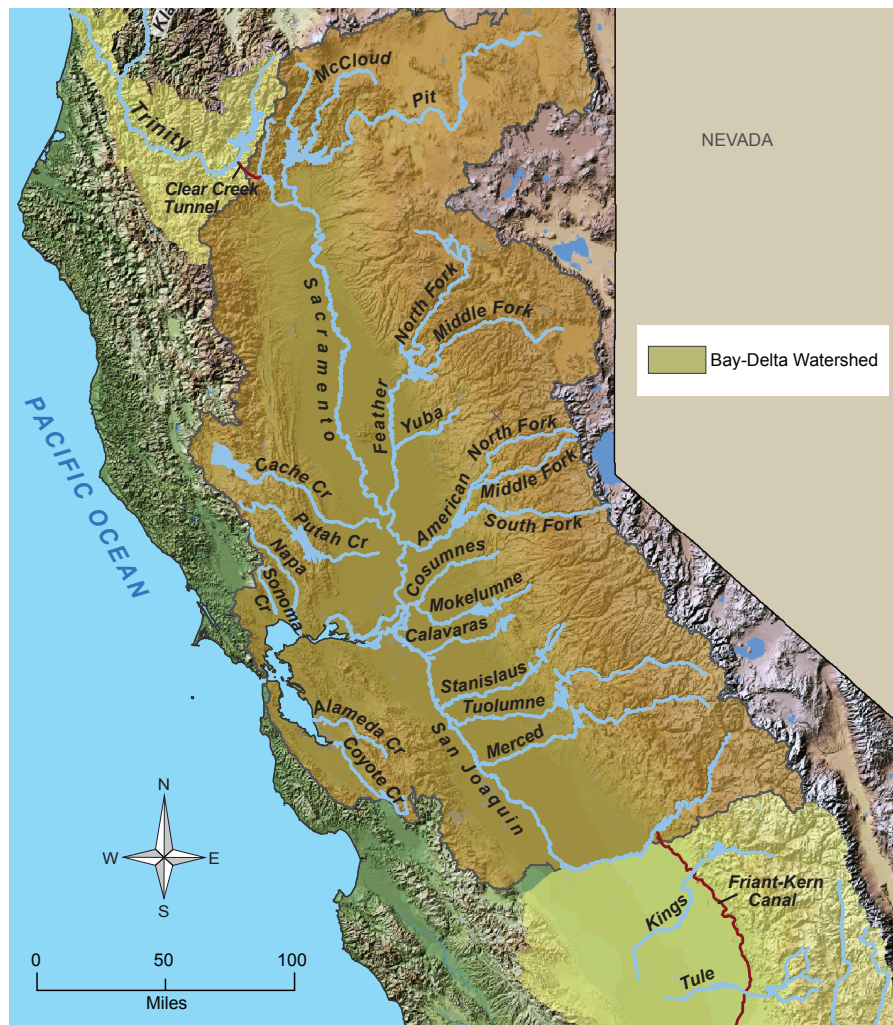 Kla
McCloud
Pit
Trinity
NEVADA
Clear Creek
Tunnel
Sacramento
North Fork
Middle Fork
Bay-Delta Watershed
Feather
Yuba
PACIFIC OCEAN
North Fork
Middle Fork
American
South Fork
Cache Cr
Putah Cr
Napa
Sonoma
Cr
Cosumnes
Mokelumne
Calavaras
Stanislaus
Tuolumne
Merced
San Joaquin
Alameda Cr
Coyote Cr
N
W
E
S
Friant-Kern
Canal
Kings
Tule
0
50
100
Miles